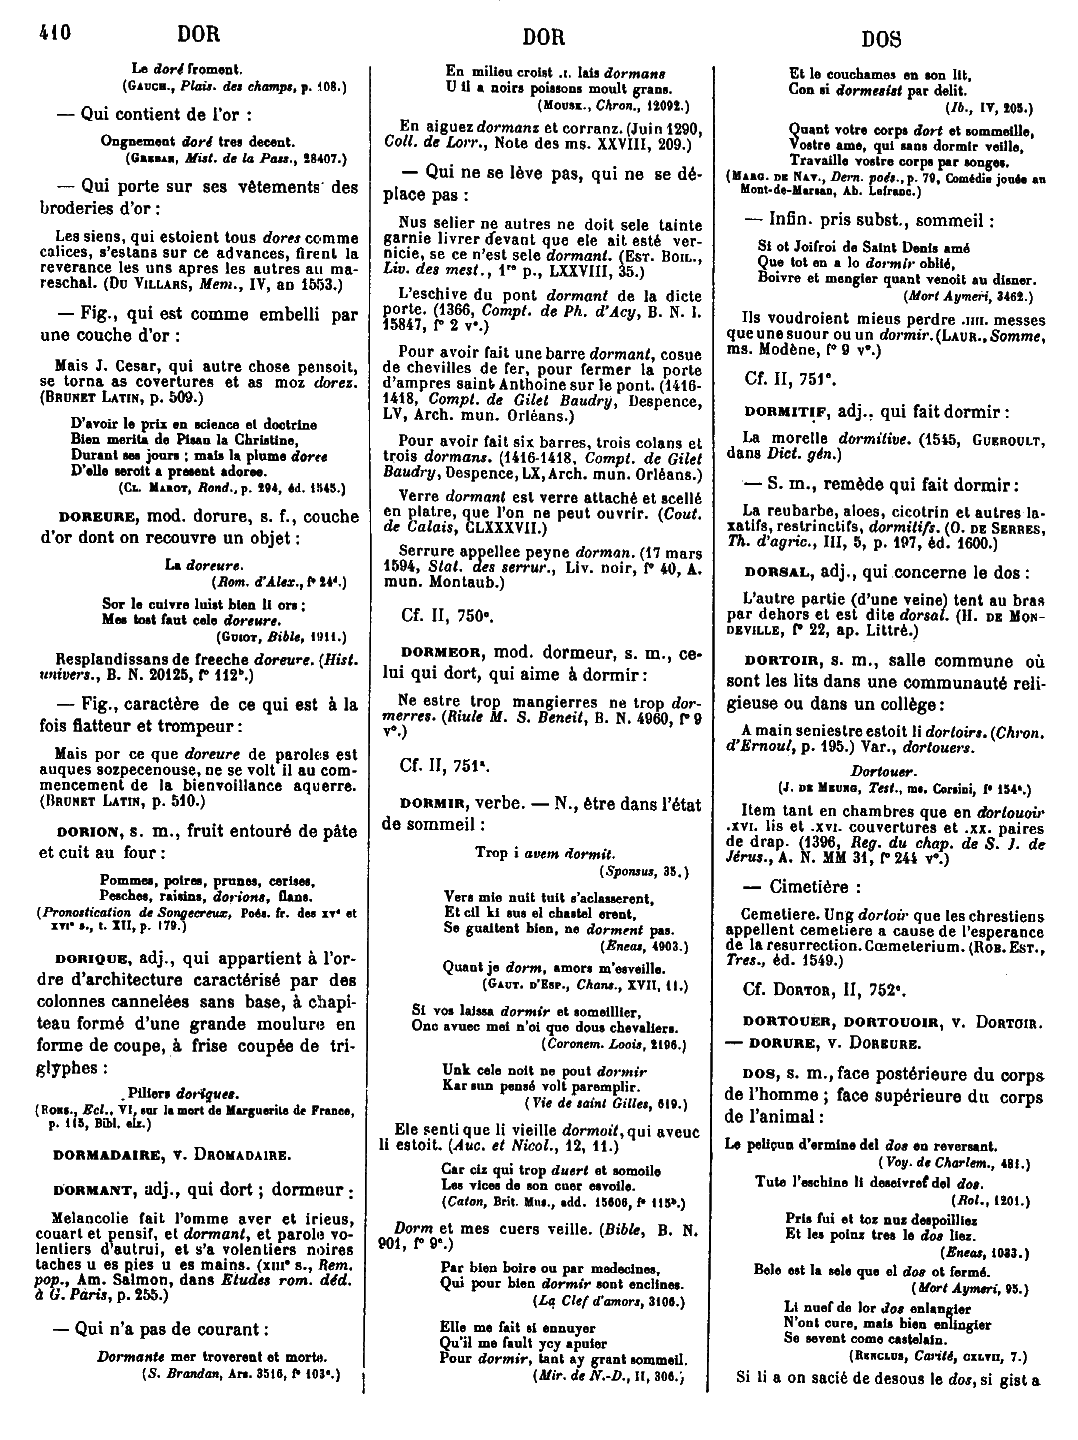 410 DOR DOR DOS
Le doré froment.
(GAUCH., Plais. des champs, p. 108.)
— Qui contient de l'or :
Ongnement doré tres decent.
(GREBAN, Mist. de la Pass., 28407.)
— Qui porte sur ses vêtements des
broderies d'or :
Les siens, qui estoient tous dores comme
calices, s'estans sur ce advances, firent la
reverance les uns apres les autres au ma-
reschal. (DU VILLARS, Mem., IV, an 1553.)
— Fig., qui est comme embelli par
une couche d'or :
Mais J. Cesar, qui autre chose pensoit,
se torna as covertures et as moz dorez.
(BRUNET LATIN, p. 509.)
D'avoir le prix en science et doctrine
Bien merita de Pisan la Christine,
Durant ses jours ; mais la plume doree
D'elle seroit a present adoree.
(CL. MAROT, Rond., p. 294, éd. 1545.)
DOREURE, mod. dorure, s. f., couche
d'or dont on recouvre un objet :
La doreure.
(Rom. d'Alex., f° 24ᵈ.)
Sor le cuivre luist bien li ors ;
Mes tost faut cele doreure.
(GUIOT, Bible, 1911.)
Resplandissans de freeche doreure. (Hist.
univers., B. N. 20125, f° 112ᵇ.)
— Fig., caractère de ce qui est à la
fois flatteur et trompeur :
Mais por ce que doreure de paroles est
auques sozpecenouse, ne se volt il au com-
mencement de la bienvoillance aquerre.
(BRUNET LATIN, p. 510.)
DORION, s. m., fruit entouré de pâte
et cuit au four :
Pommes, poires, prunes, cerises,
Pesches, raisins, dorions, flans.
(Pronostication de Songecreux, Poés. fr. des xvᵉ et
xviᵉ s., t. XII, p. 179.)
DORIQUE, adj., qui appartient à l'or-
dre d'architecture caractérisé par des
colonnes cannelées sans base, à chapi-
teau formé d'une grande moulure en
forme de coupe, à frise coupée de tri-
glyphes :
Piliers doriques.
(RONS., Ecl., VI, sur la mort de Marguerite de France,
p. 115, Bibl. elz.)
DORMADAIRE, v. DROMADAIRE.
DORMANT, adj., qui dort ; dormeur :
Melancolie fait l'omme aver et irieus,
couart et pensif, et dormant, et parole vo-
lentiers d'autrui, et s'a volentiers noires
taches u es pies u es mains. (xiiiᵉ s., Rem.
pop., Am. Salmon, dans Etudes rom. déd.
à G. Paris, p. 255.)
— Qui n'a pas de courant :
Dormante mer troverent et morte.
(S. Brandan, Ars. 3516, f° 103ᵉ.)
En milieu croist .I. lais dormans
U il a noirs poissons moult grans.
(MOUSK., Chron., 12092.)
En aiguez dormanz et corranz. (Juin 1290,
Coll. de Lorr., Note des ms. XXVIII, 209.)
— Qui ne se lève pas, qui ne se dé-
place pas :
Nus selier ne autres ne doit sele tainte
garnie livrer devant que ele ait esté ver-
nicie, se ce n'est sele dormant. (EST. BOIL.,
Liv. des mest., 1ʳᵉ p., LXXVIII, 35.)
L'eschive du pont dormant de la dicte
porte. (1366, Compt. de Ph. d'Acy, B. N. l.
15847, f° 2 v°.)
Pour avoir fait une barre dormant, cosue
de chevilles de fer, pour fermer la porte
d'ampres saint Anthoine sur le pont. (1416-
1418, Compt. de Gilet Baudry, Despence,
LV, Arch. mun. Orléans.)
Pour avoir fait six barres, trois colans et
trois dormans. (1416-1418, Compt. de Gilet
Baudry, Despence, LX, Arch. mun. Orléans.)
Verre dormant est verre attaché et scellé
en platre, que l'on ne peut ouvrir. (Cout.
de Calais, CLXXXVII.)
Serrure appellee peyne dorman. (17 mars
1594, Stat. des serrur., Liv. noir, f° 40, A.
mun. Montaub.)
Cf. II, 750ᵉ.
DORMEOR, mod. dormeur, s. m., ce-
lui qui dort, qui aime à dormir :
Ne estre trop mangierres ne trop dor-
merres. (Riule M. S. Beneit, B. N. 4960, f° 9
v°.)
Cf. II, 751ᵃ.
DORMIR, verbe. — N., être dans l'état
de sommeil :
Trop i avem dormit.
(Sponsus, 35.)
Vers mie nuit tuit s'aclasserent,
Et cil ki sus el chastel erent,
Se guaitent bien, ne dorment pas.
(Eneas, 4903.)
Quant je dorm, amors m'esveille.
(GAUT. D'ESP., Chans., XVII, 11.)
Si vos laissa dormir et someillier,
Onc avuec mei n'oi que dous chevaliers.
(Coronem. Loois, 2196.)
Unk cele noit ne pout dormir
Kar sun pensé volt paremplir.
(Vie de saint Gilles, 619.)
Ele senti que li vieille dormoit, qui aveuc
li estoit. (Auc. et Nicol., 12, 11.)
Car ciz qui trop duert et somoile
Les vices de son cuer esvoile.
(Caton, Brit. Mus., add. 15606, f° 115ᵇ.)
Dorm et mes cuers veille. (Bible, B. N.
901, f° 9ᵉ.)
Par bien boire ou par medecines,
Qui pour bien dormir sont enclines.
(La Clef d'amors, 3106.)
Elle me fait si ennuyer
Qu'il me fault ycy apuier
Pour dormir, tant ay grant sommeil.
(Mir. de N.-D., II, 306.)
Et le couchames en son lit,
Con si dormesist par delit.
(Ib., IV, 205.)
Quant votre corps dort et sommeille,
Vostre ame, qui sans dormir veille,
Travaille vostre corps par songes.
(MARG. DE NAV., Dern. poés., p. 79, Comédie jouée au
Mont-de-Marsan, Ab. Lefranc.)
— Infin. pris subst., sommeil :
Si ot Joifroi de Saint Denis amé
Que tot en a lo dormir oblié,
Boivre et mengier quant venoit au disner.
(Mort Aymeri, 3462.)
Ils voudroient mieus perdre .IIII. messes
que une suour ou un dormir. (LAUR., Somme,
ms. Modène, f° 9 v°.)
Cf. II, 751ᵉ.
DORMITIF, adj., qui fait dormir :
La morelle dormitive. (1545, GUEROULT,
dans Dict. gén.)
— S. m., remède qui fait dormir :
La reubarbe, aloes, cicotrin et autres la-
xatifs, restrinctifs, dormitifs. (O. DE SERRES,
Th. d'agric., III, 5, p. 197, éd. 1600.)
DORSAL, adj., qui concerne le dos :
L'autre partie (d'une veine) tent au bras
par dehors et est dite dorsal. (H. DE MON-
DEVILLE, f° 22, ap. Littré.)
DORTOIR, s. m., salle commune où
sont les lits dans une communauté reli-
gieuse ou dans un collège :
A main seniestre estoit li dortoirs. (Chron.
d'Ernoul, p. 195.) Var., dortouers.
Dortouer.
(J. DE MEUNG, Test., ms. Corsini, f° 154ᵃ.)
Item tant en chambres que en dortouoir
.XVI. lis et .XVI. couvertures et .XX. paires
de drap. (1396, Reg. du chap. de S. J. de
Jérus., A. N. MM 31, f° 244 v°.)
— Cimetière :
Cemetiere. Ung dortoir que les chrestiens
appellent cemetiere a cause de l'esperance
de la resurrection. Cœmeterium. (ROB. EST.,
Tres., éd. 1549.)
Cf. DORTOR, II, 752ᵉ.
DORTOUER, DORTOUOIR, v. DORTOIR.
— DORURE, v. DOREURE.
DOS, s. m., face postérieure du corps
de l'homme ; face supérieure du corps
de l'animal :
Le peliçun d'ermine del dos en reversant.
(Voy. de Charlem., 481.)
Tute l'eschine li deseivret del dos.
(Rol., 1201.)
Pris fui et toz nuz despoilliez
Et les poinz tres le dos liez.
(Eneas, 1083.)
Bele est la sele que el dos ot fermé.
(Mort Aymeri, 95.)
Li nuef de lor dos enlangier
N'ont cure, mais bien enlingier
Se sevent come castelain.
(RENCLUS, Carité, CXLVII, 7.)
Si li a on sacié de desous le dos, si gist a